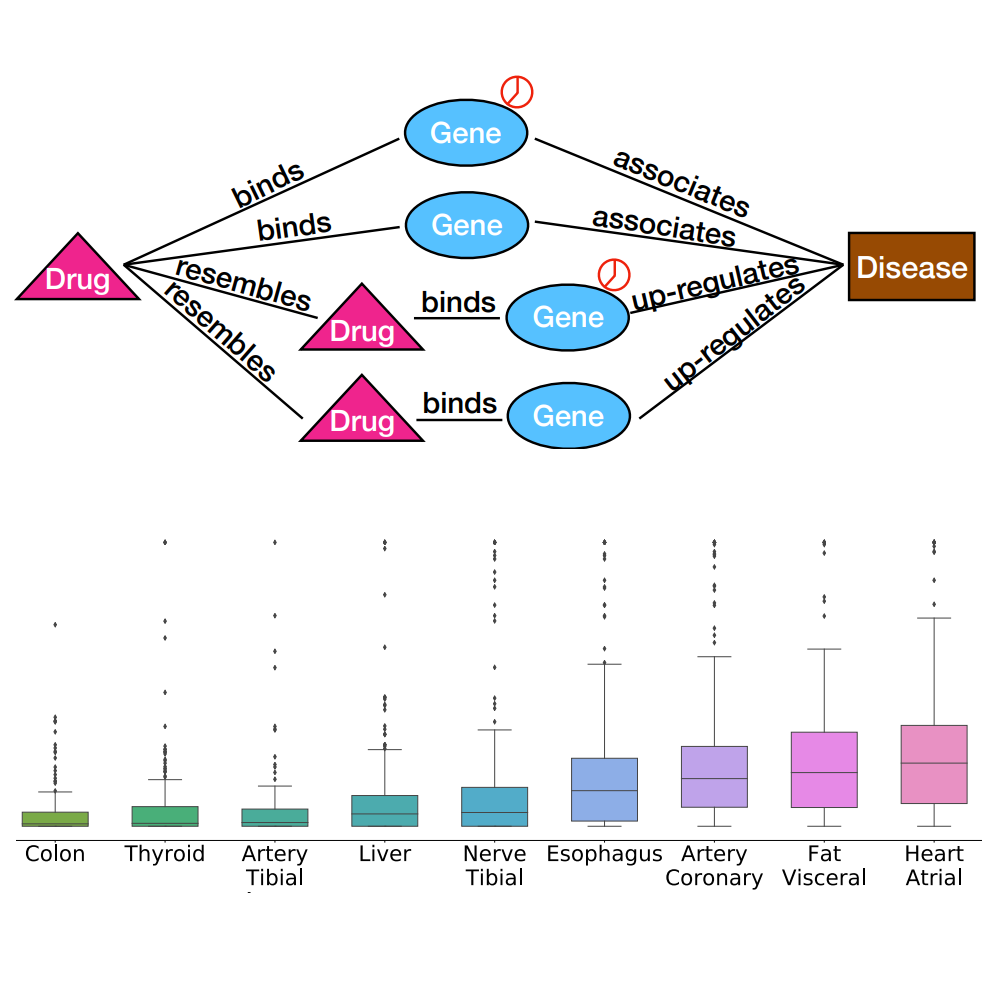 Gene
binds
associates
binds
Gene
associates
Drug
resembles
binds
Gene
up-regulates
Disease
resembles
Drug
up-regulates
binds
Drug
Gene
Colon
Thyroid
Artery
Tibial
Liver
Nerve
Tibial
Esophagus
Artery
Coronary
Fat
Visceral
Heart
Atrial